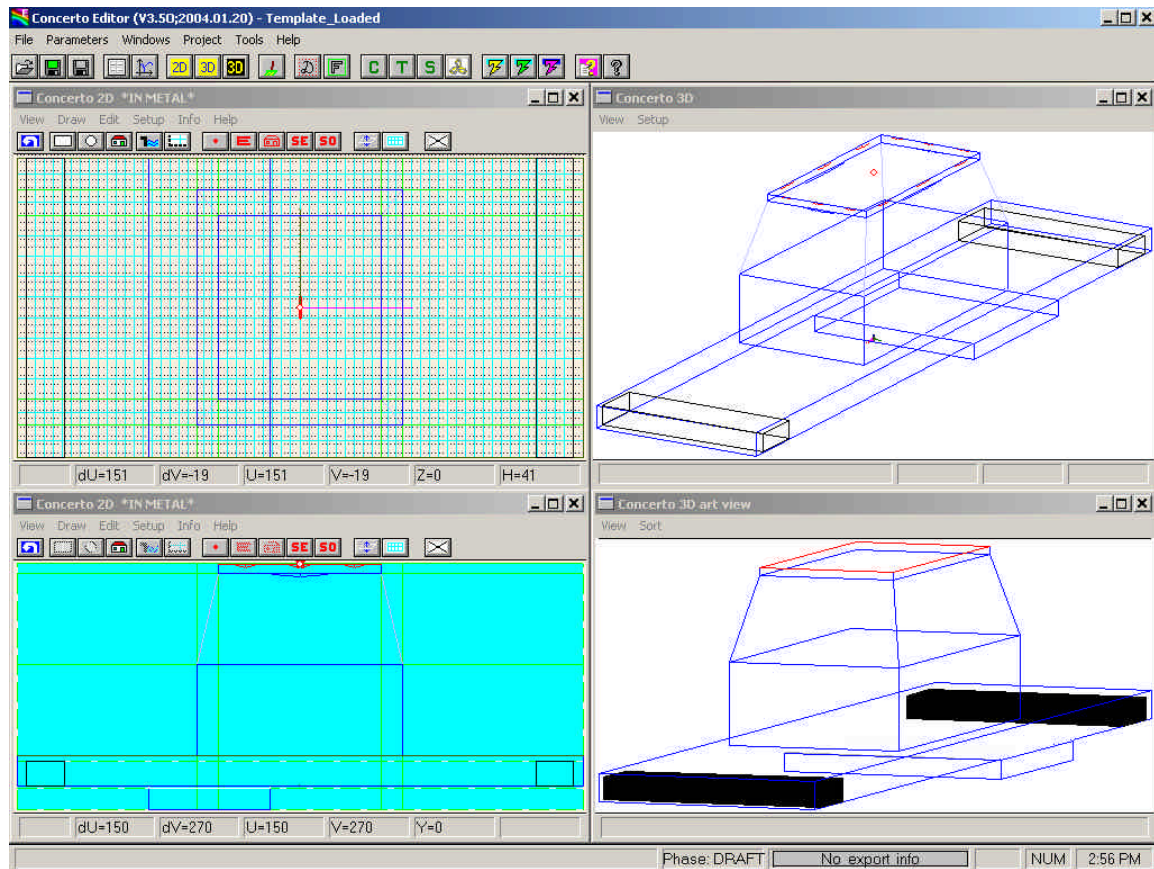 Concerto Editor (V3.50;2004.01.20) - Template_Loaded
File Parameters Windows Project Tools Help
2D 3D 3D D F C T S ?
Concerto 2D *IN METAL*
View Draw Edit Setup Info Help
SE SO
dU=151 dV=-19 U=151 V=-19 Z=0 H=41
Concerto 3D
View Setup
Concerto 2D *IN METAL*
View Draw Edit Setup Info Help
SE SO
dU=150 dV=270 U=150 V=270 Y=0
Concerto 3D art view
View Sort
Phase: DRAFT No export info NUM 2:56 PM